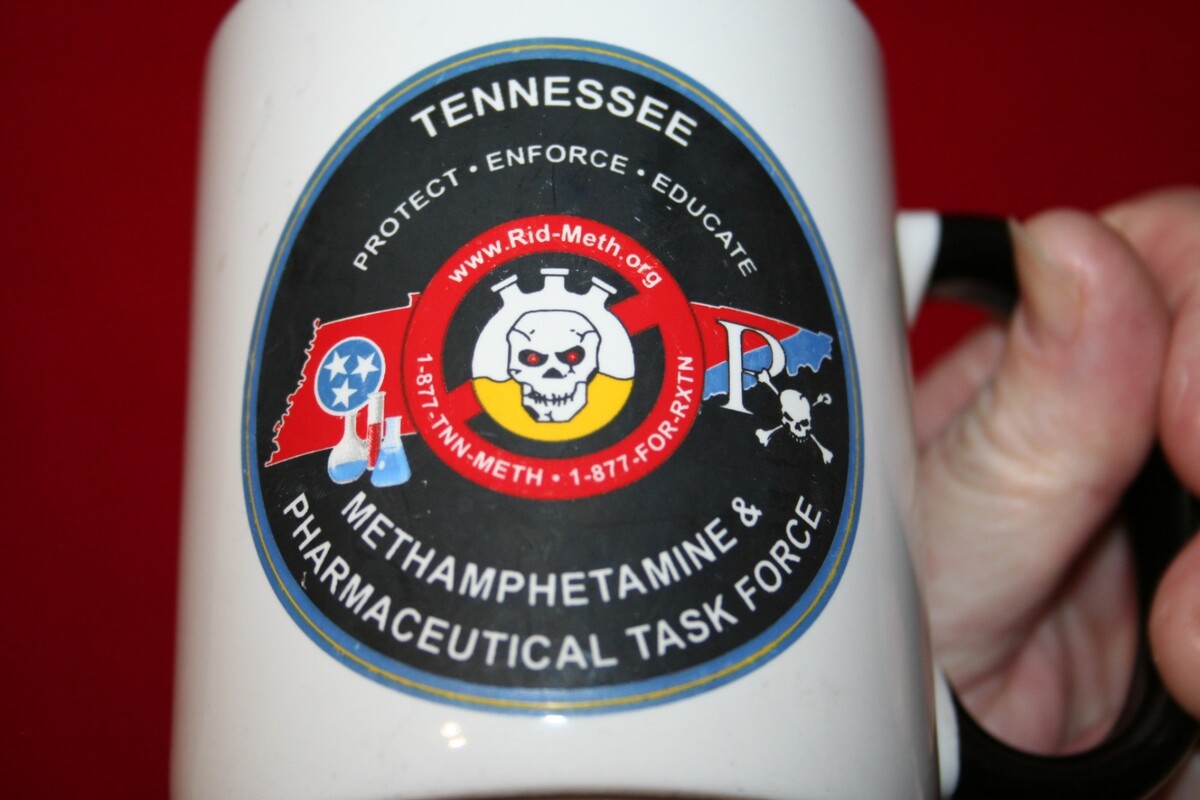 TENNESSEE
PROTECT • ENFORCE • EDUCATE
www.Rid-Meth.org
1-877-TNN-METH • 1-877-FOR-RXTN
P
METHAMPHETAMINE &
PHARMACEUTICAL TASK FORCE